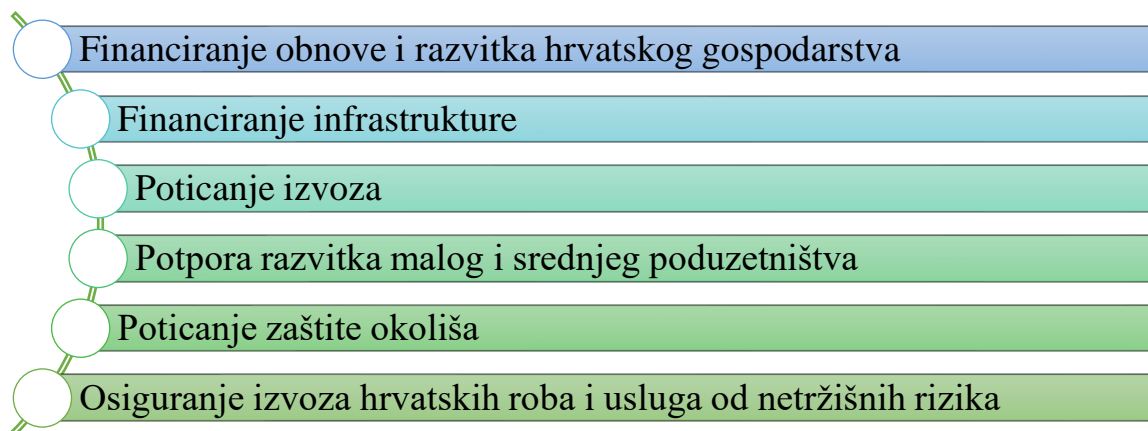 Financiranje obnove i razvitka hrvatskog gospodarstva
Financiranje infrastrukture
Poticanje izvoza
Potpora razvitka malog i srednjeg poduzetništva
Poticanje zaštite okoliša
Osiguranje izvoza hrvatskih roba i usluga od netržišnih rizika